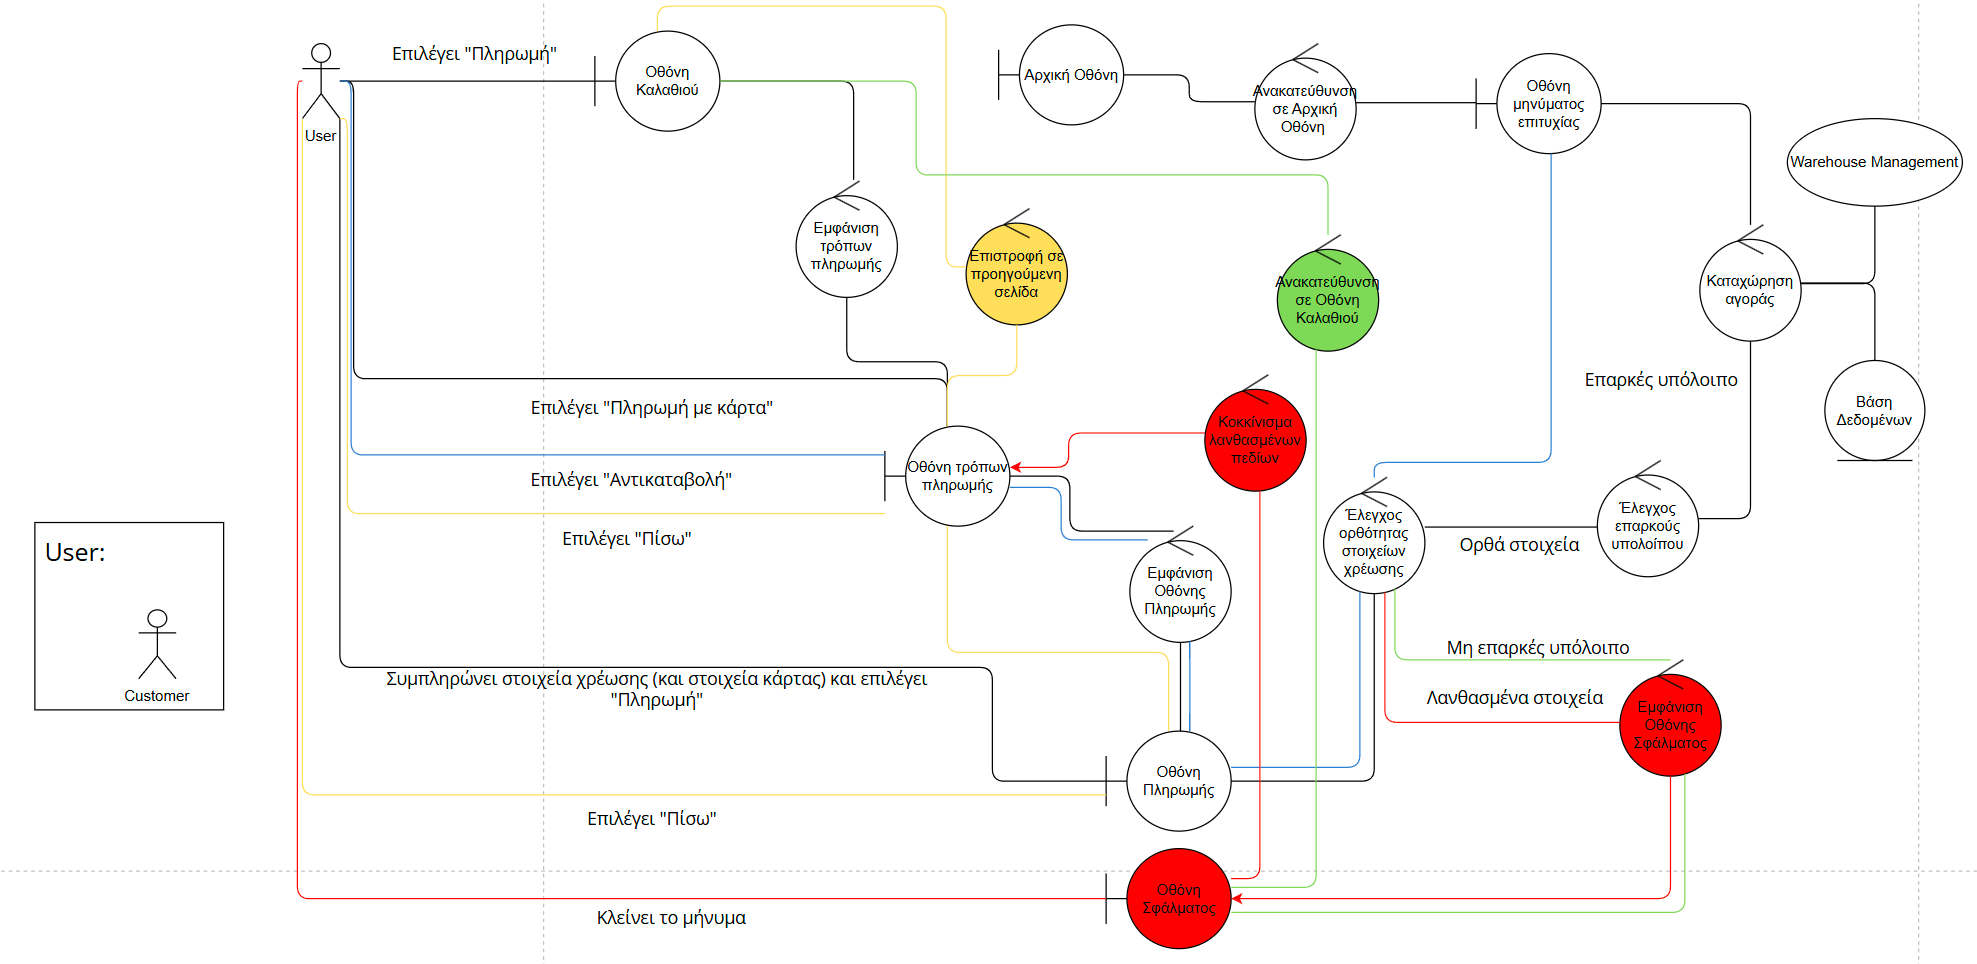 Επιλέγει "Πληρωμή"
Οθόνη
Καλαθιού
Αρχική Οθόνη
Ανακατεύθυνση
σε Αρχική
Οθόνη
Οθόνη
μηνύματος
επιτυχίας
User
Warehouse Management
Εμφάνιση
τρόπων
πληρωμής
Επιστροφή σε
προηγούμενη
σελίδα
Ανακατεύθυνση
σε Οθόνη
Καλαθιού
Καταχώρηση
αγοράς
Επαρκές υπόλοιπο
Βάση
Δεδομένων
Επιλέγει "Πληρωμή με κάρτα"
Κοκκίνισμα
λανθασμένων
πεδίων
Οθόνη τρόπων
πληρωμής
Επιλέγει "Αντικαταβολή"
Επιλέγει "Πίσω"
Έλεγχος
ορθότητας
στοιχείων
χρέωσης
Ορθά στοιχεία
Έλεγχος
επαρκούς
υπολοίπου
User:
Customer
Εμφάνιση
Οθόνης
Πληρωμής
Μη επαρκές υπόλοιπο
Λανθασμένα στοιχεία
Εμφάνιση
Οθόνης
Σφάλματος
Συμπληρώνει στοιχεία χρέωσης (και στοιχεία κάρτας) και επιλέγει
"Πληρωμή"
Οθόνη
Πληρωμής
Επιλέγει "Πίσω"
Οθόνη
Σφάλματος
Κλείνει το μήνυμα